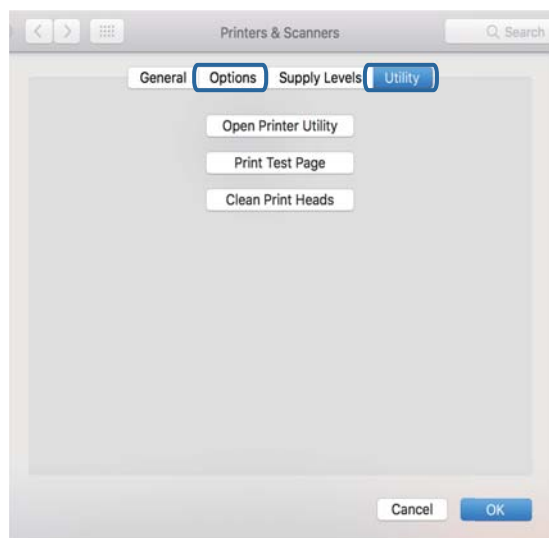 Printers & Scanners
Search
General Options Supply Levels Utility
Open Printer Utility
Print Test Page
Clean Print Heads
Cancel OK